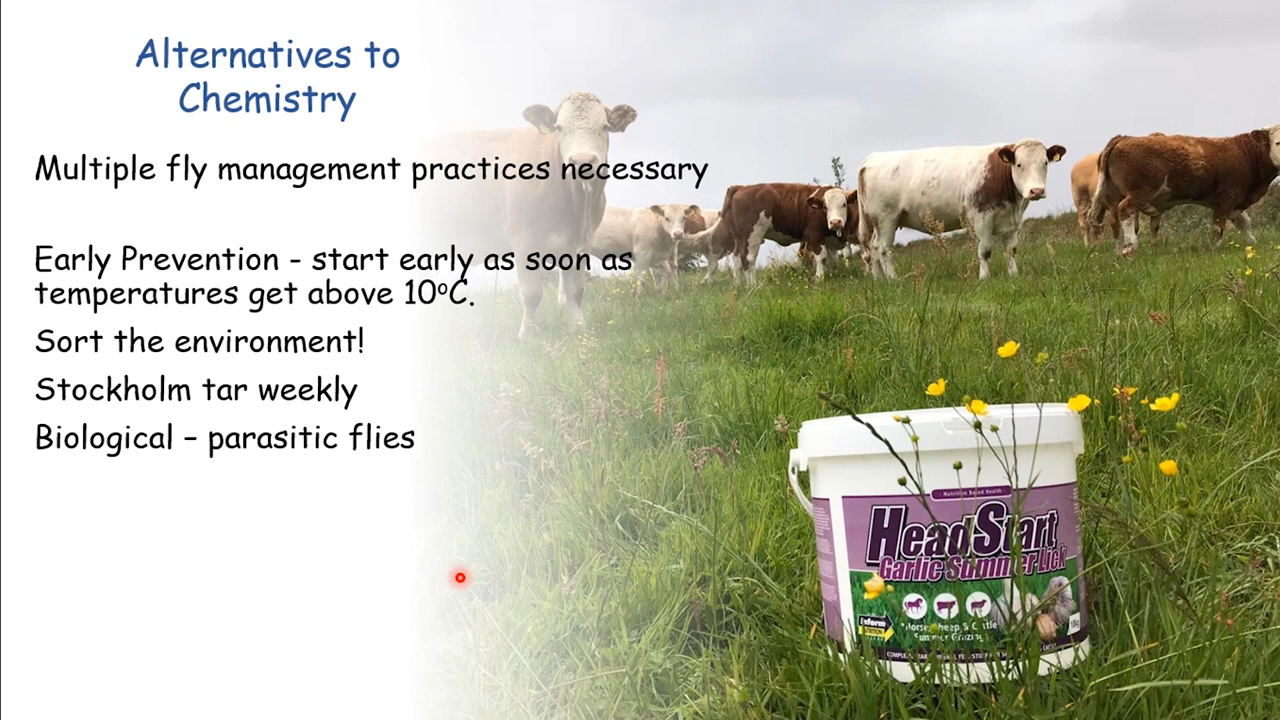 Alternatives to
Chemistry
Multiple fly management practices necessary
Early Prevention - start early as soon as
temperatures get above 10°C.
Sort the environment!
Stockholm tar weekly
Biological – parasitic flies
Nutrition Based Health
HeadStart
Garlic Summer Lick
Horse, Sheep & Cattle
Summer Grazing